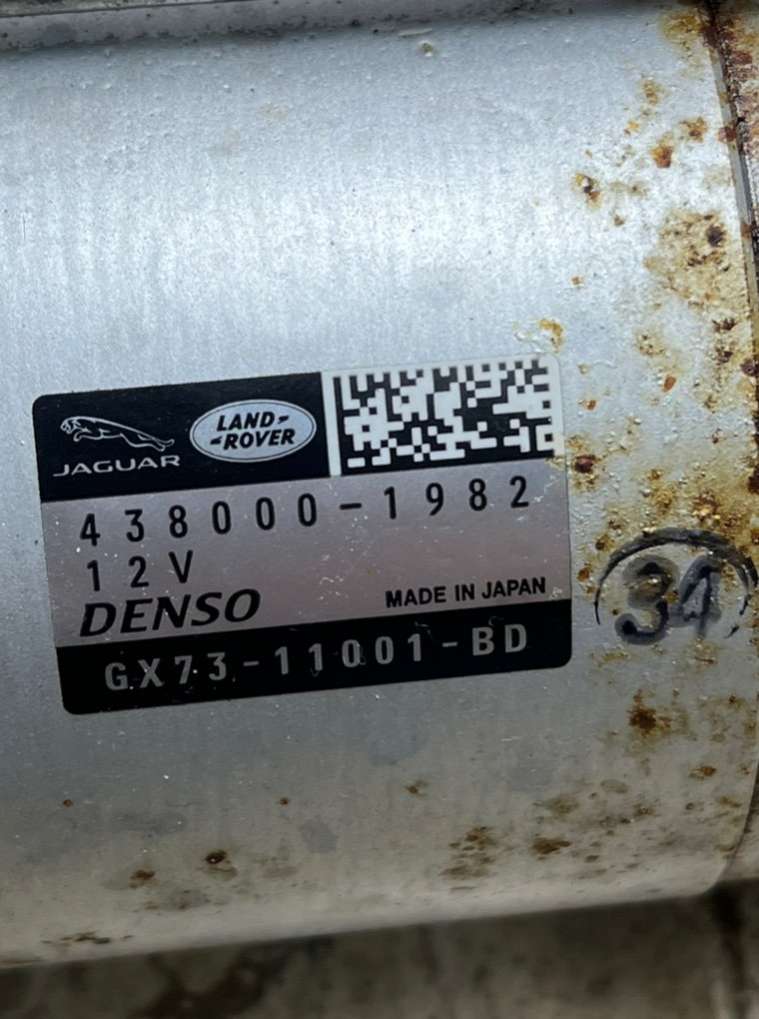 JAGUAR
LAND-
-ROVER
438000-1982
12V
DENSO MADE IN JAPAN
GX73-11001-BD
34